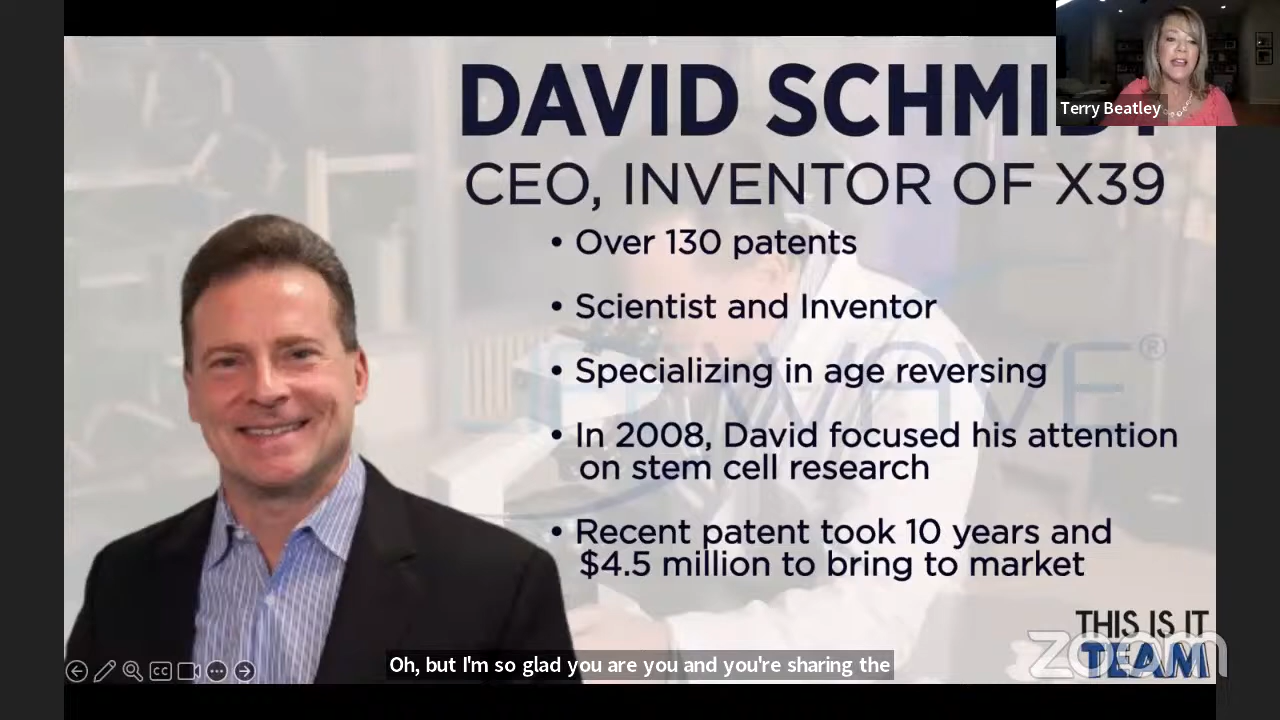 DAVID SCHMIDT
CEO, INVENTOR OF X39
• Over 130 patents
• Scientist and Inventor
• Specializing in age reversing
• In 2008, David focused his attention
on stem cell research
• Recent patent took 10 years and
$4.5 million to bring to market
Terry Beatley
LIFEWAVE®
THIS IS IT
TEAM
zoom
CC
Oh, but I'm so glad you are you and you're sharing the